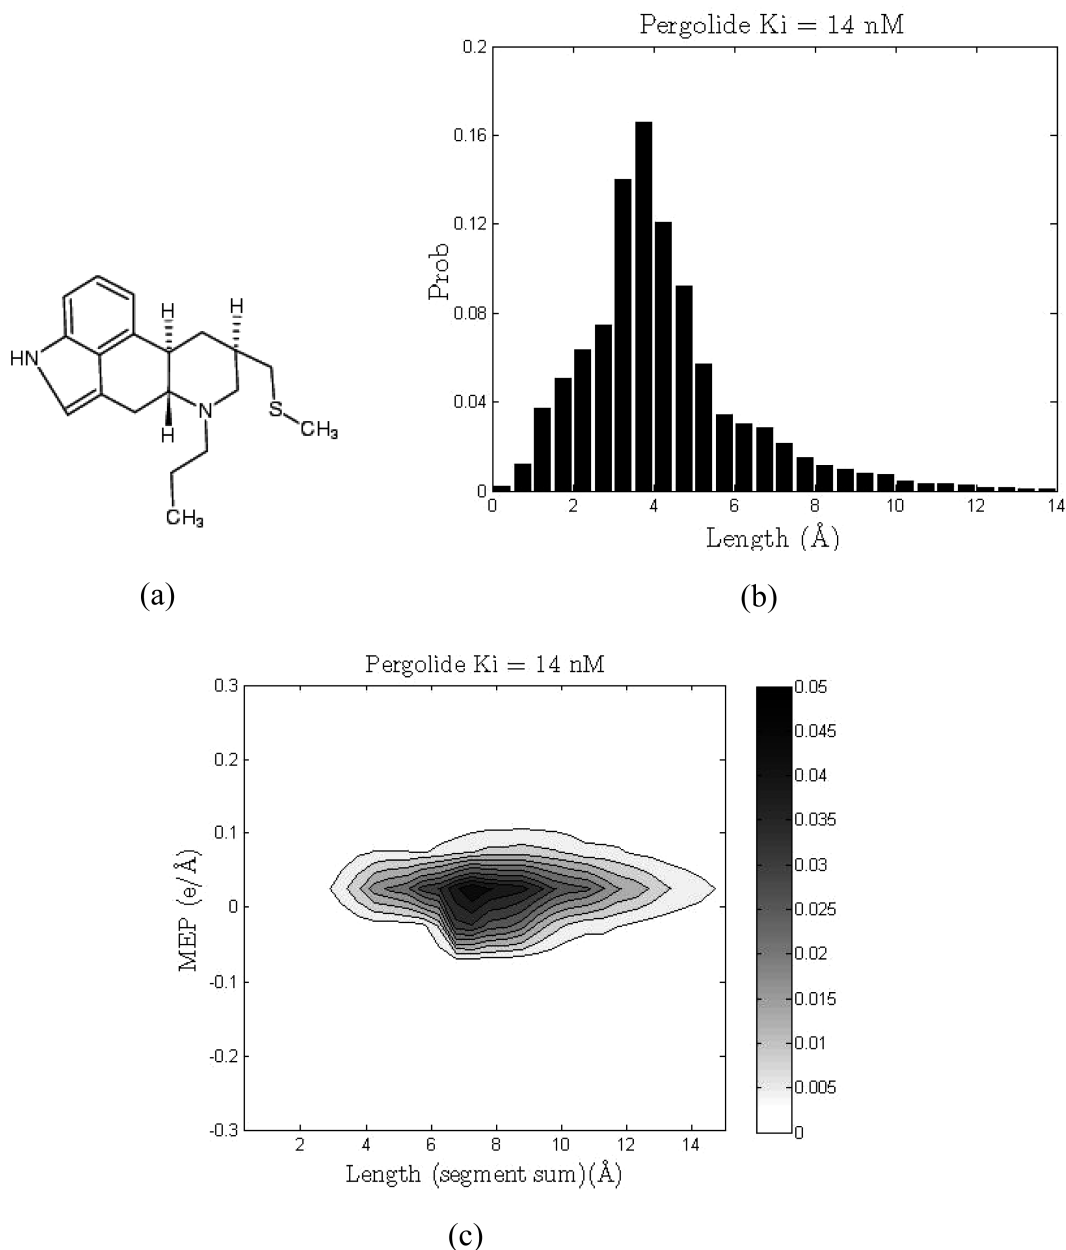 Pergolide Ki = 14 nM
0.2
0.16
0.12
0.08
0.04
0
Prob
0 2 4 6 8 10 12 14
Length (Å)
H
H
HN
N
S
CH₃
H
CH₃
(a)
(b)
Pergolide Ki = 14 nM
0.3
0.2
0.1
0
-0.1
-0.2
-0.3
MEP (e/Å)
2 4 6 8 10 12 14
Length (segment sum)(Å)
0.05
0.045
0.04
0.035
0.03
0.025
0.02
0.015
0.01
0.005
0
(c)